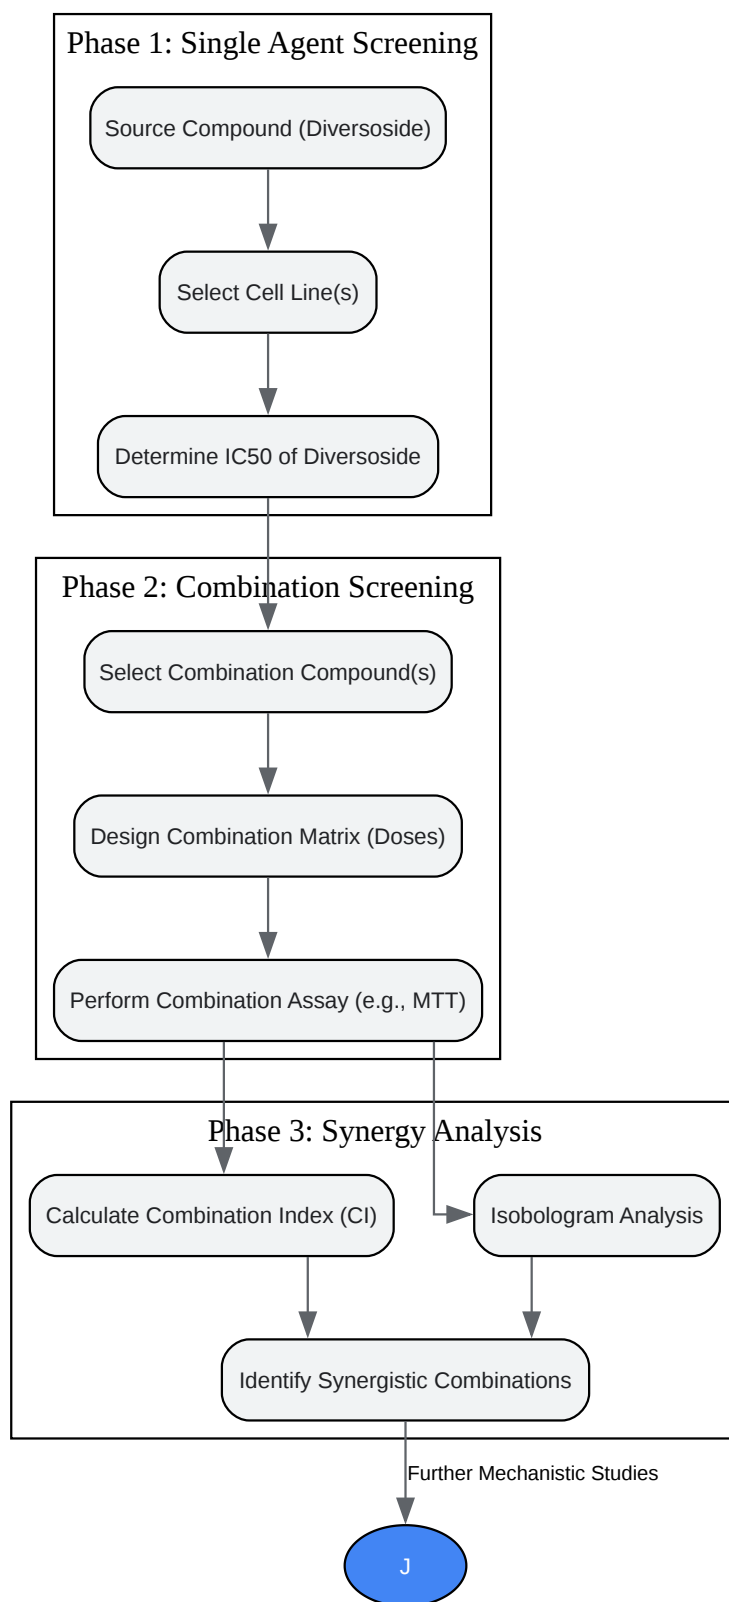 Phase 1: Single Agent Screening
Source Compound (Diversoside)
Select Cell Line(s)
Determine IC50 of Diversoside
Phase 2: Combination Screening
Select Combination Compound(s)
Design Combination Matrix (Doses)
Perform Combination Assay (e.g., MTT)
Phase 3: Synergy Analysis
Calculate Combination Index (CI)
Isobologram Analysis
Identify Synergistic Combinations
Further Mechanistic Studies
J